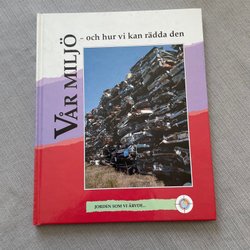 VÅR MILJÖ
- och hur vi kan rädda den
JORDEN SOM VI ÄRVDE...